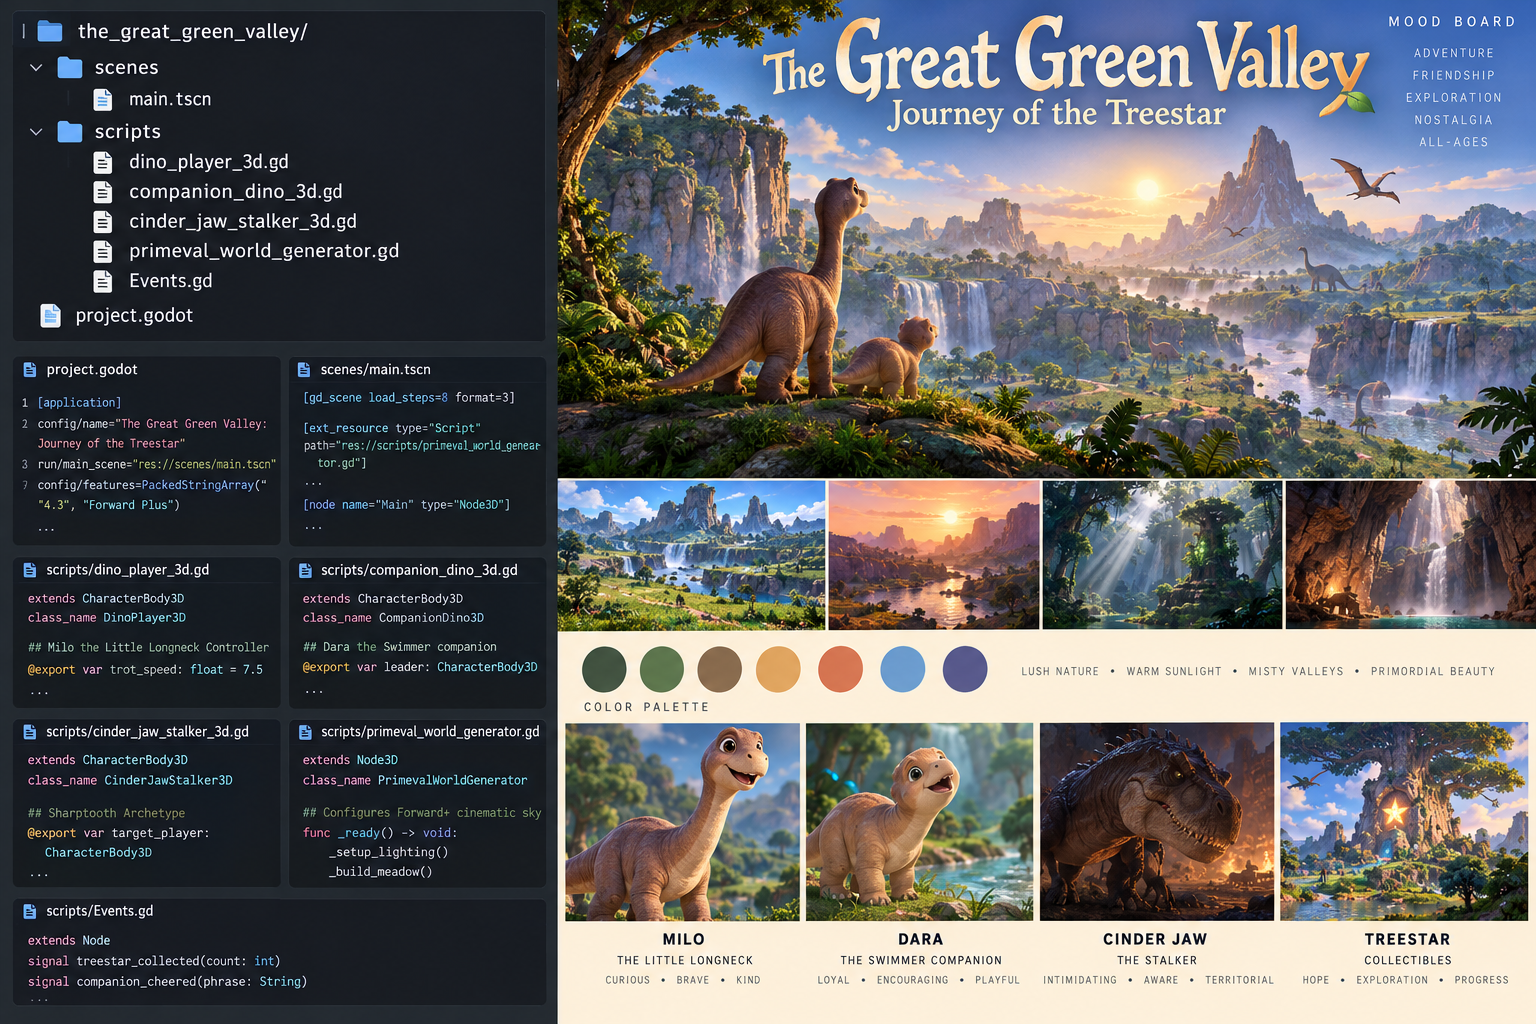 the_great_green_valley/
scenes
main.tscn
scripts
dino_player_3d.gd
companion_dino_3d.gd
cinder_jaw_stalker_3d.gd
primeval_world_generator.gd
Events.gd
project.godot
project.godot
1 [application]
2 config/name="The Great Green Valley:
Journey of the Treestar"
3 run/main_scene="res://scenes/main.tscn"
7 config/features=PackedStringArray("
"4.3", "Forward Plus")
...
scenes/main.tscn
[gd_scene load_steps=8 format=3]
[ext_resource type="Script"
path="res://scripts/primeval_world_genear
tor.gd"]
...
[node name="Main" type="Node3D"]
...
scripts/dino_player_3d.gd
extends CharacterBody3D
class_name DinoPlayer3D
## Milo the Little Longneck Controller
@export var trot_speed: float = 7.5
...
scripts/companion_dino_3d.gd
extends CharacterBody3D
class_name CompanionDino3D
## Dara the Swimmer companion
@export var leader: CharacterBody3D
...
scripts/cinder_jaw_stalker_3d.gd
extends CharacterBody3D
class_name CinderJawStalker3D
## Sharptooth Archetype
@export var target_player:
CharacterBody3D
...
scripts/primeval_world_generator.gd
extends Node3D
class_name PrimevalWorldGenerator
## Configures Forward+ cinematic sky
func _ready() -> void:
_setup_lighting()
_build_meadow()
scripts/Events.gd
extends Node
signal treestar_collected(count: int)
signal companion_cheered(phrase: String)
...
The Great Green Valley
Journey of the Treestar
MOOD BOARD
ADVENTURE
FRIENDSHIP
EXPLORATION
NOSTALGIA
ALL-AGES
LUSH NATURE • WARM SUNLIGHT • MISTY VALLEYS • PRIMORDIAL BEAUTY
COLOR PALETTE
MILO
THE LITTLE LONGNECK
CURIOUS • BRAVE • KIND
DARA
THE SWIMMER COMPANION
LOYAL • ENCOURAGING • PLAYFUL
CINDER JAW
THE STALKER
INTIMIDATING • AWARE • TERRITORIAL
TREESTAR
COLLECTIBLES
HOPE • EXPLORATION • PROGRESS